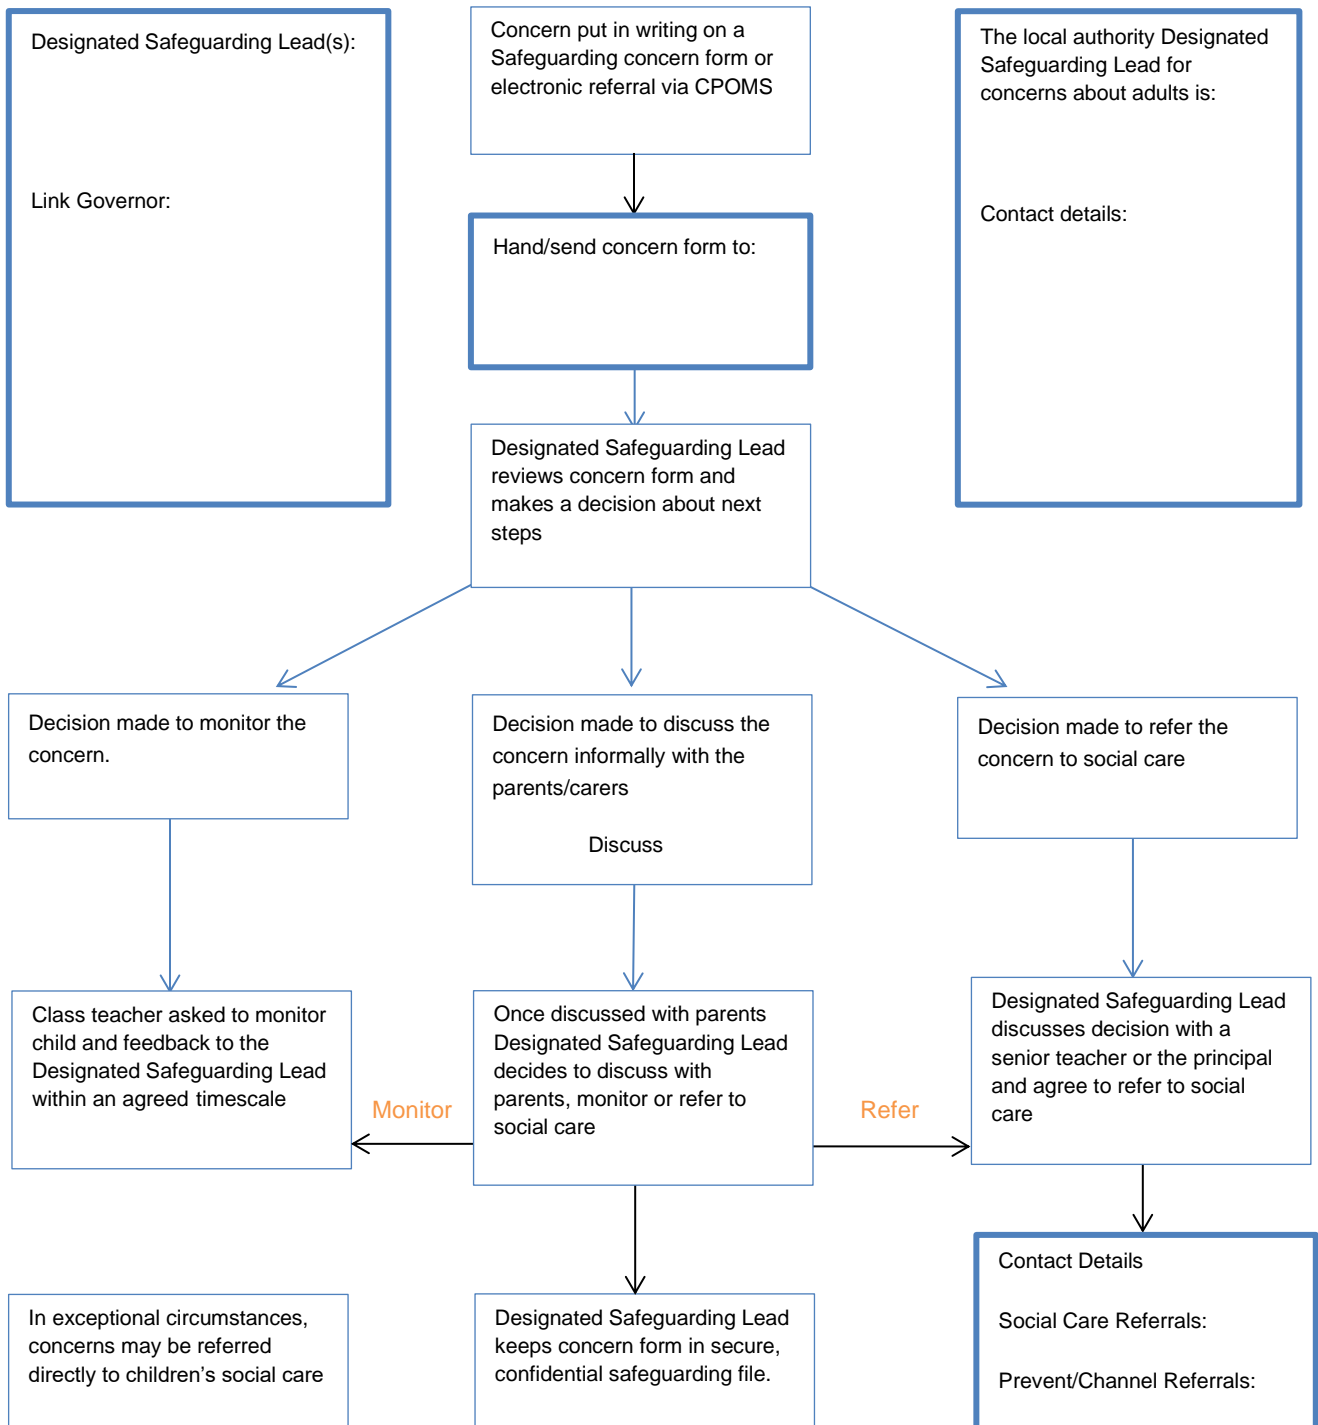 Designated Safeguarding Lead(s):
Link Governor:
Concern put in writing on a
Safeguarding concern form or
electronic referral via CPOMS
The local authority Designated
Safeguarding Lead for
concerns about adults is:
Contact details:
Hand/send concern form to:
Designated Safeguarding Lead
reviews concern form and
makes a decision about next
steps
Decision made to monitor the
concern.
Decision made to discuss the
concern informally with the
parents/carers
Discuss
Decision made to refer the
concern to social care
Class teacher asked to monitor
child and feedback to the
Designated Safeguarding Lead
within an agreed timescale
Monitor
Once discussed with parents
Designated Safeguarding Lead
decides to discuss with
parents, monitor or refer to
social care
Refer
Designated Safeguarding Lead
discusses decision with a
senior teacher or the principal
and agree to refer to social
care
In exceptional circumstances,
concerns may be referred
directly to children’s social care
Designated Safeguarding Lead
keeps concern form in secure,
confidential safeguarding file.
Contact Details
Social Care Referrals:
Prevent/Channel Referrals: